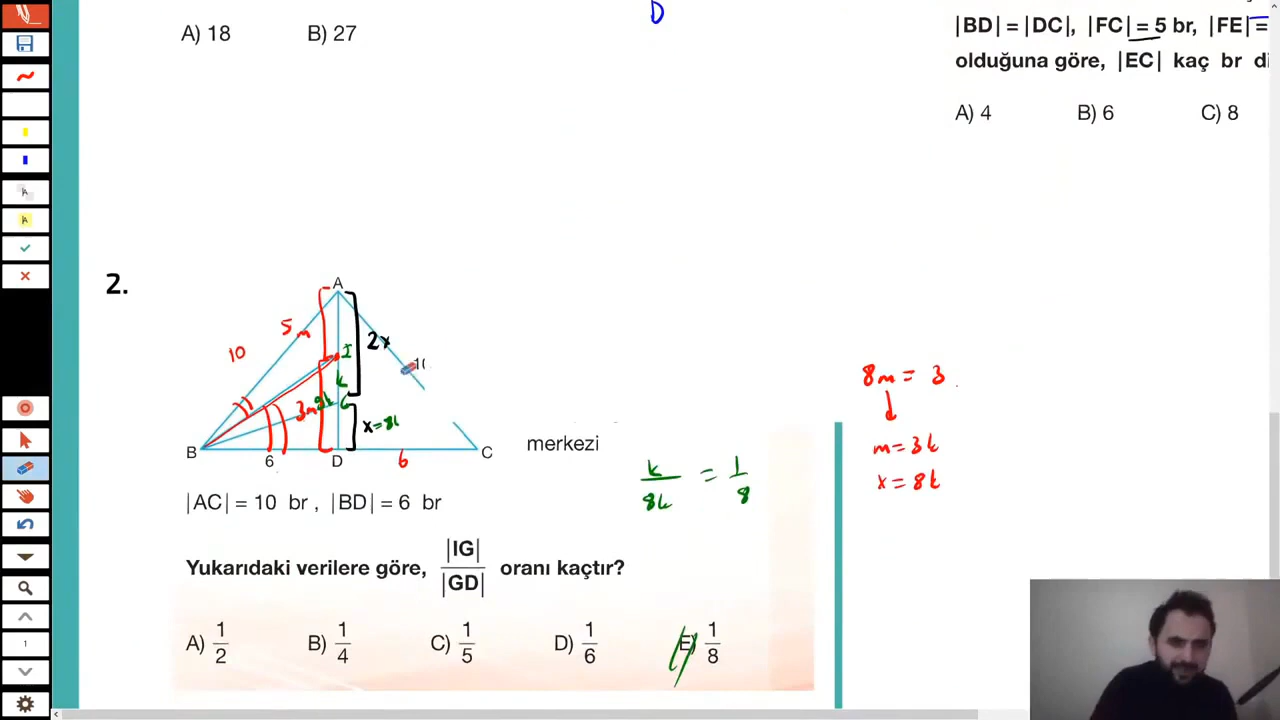 A) 18 B) 27
D
|BD| = |DC|, |FC| = 5 br, |FE| =
olduğuna göre, |EC| kaç br di
A) 4 B) 6 C) 8
2.
A
5m
2x
10
I
10
k
3m
x=8k
B
6
D
6
C
merkezi
|AC| = 10 br , |BD| = 6 br
k/8k = 1/8
8m = 3
m=3k
x=8k
Yukarıdaki verilere göre, |IG|/|GD| oranı kaçtır?
A) 1/2 B) 1/4 C) 1/5 D) 1/6 E) 1/8
1